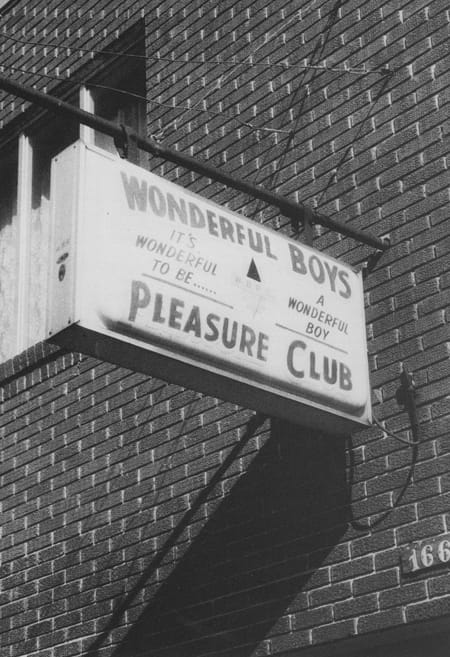 WONDERFUL BOYS
IT'S
WONDERFUL
TO BE......
A
WONDERFUL
BOY
PLEASURE CLUB
166